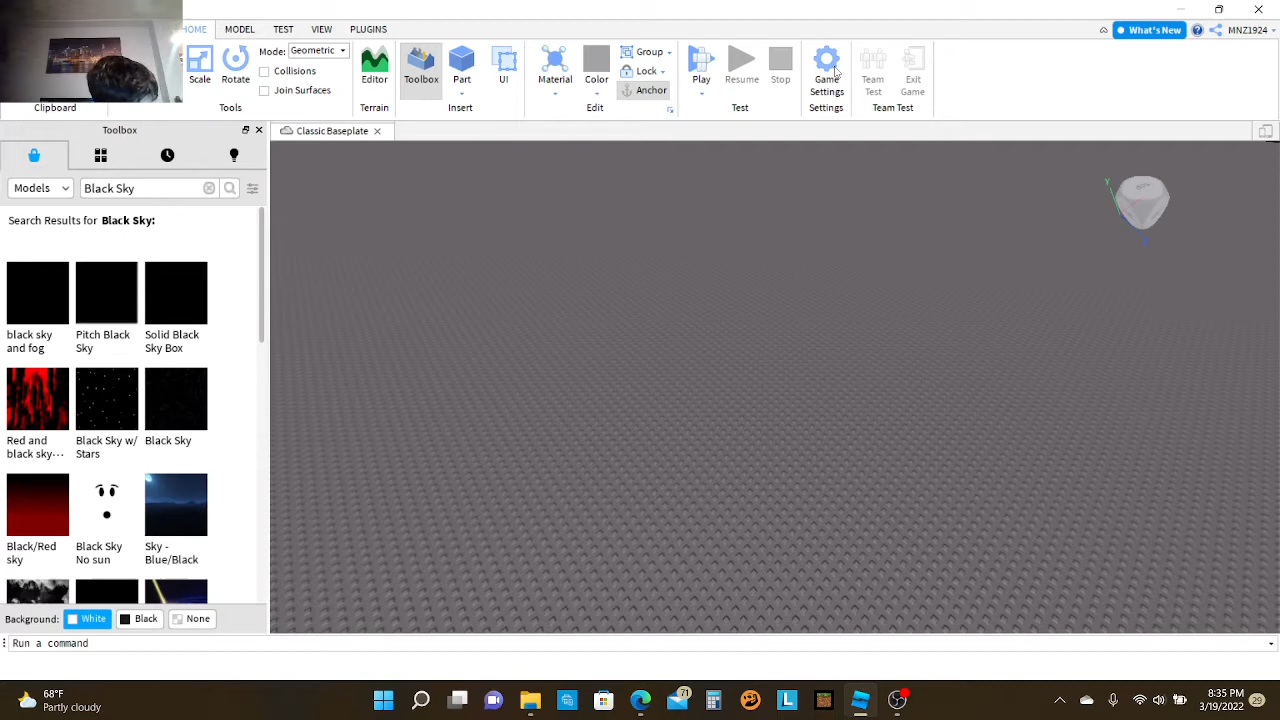 HOME MODEL TEST VIEW PLUGINS What's New MNZ1924
Scale Rotate Mode: Geometric Collisions Join Surfaces
Editor Toolbox Part UI Material Color Group Lock Anchor
Play Resume Stop Game Settings Team Test Exit Game
Clipboard Tools Terrain Insert Edit Test Settings Team Test
Toolbox
Classic Baseplate
Models Black Sky
Search Results for Black Sky:
black sky and fog
Pitch Black Sky
Solid Black Sky Box
Red and black sky...
Black Sky w/ Stars
Black Sky
Black/Red sky
Black Sky No sun
Sky - Blue/Black
Background: White Black None
Run a command
68°F
Partly cloudy
71
L
8:35 PM
3/19/2022
29